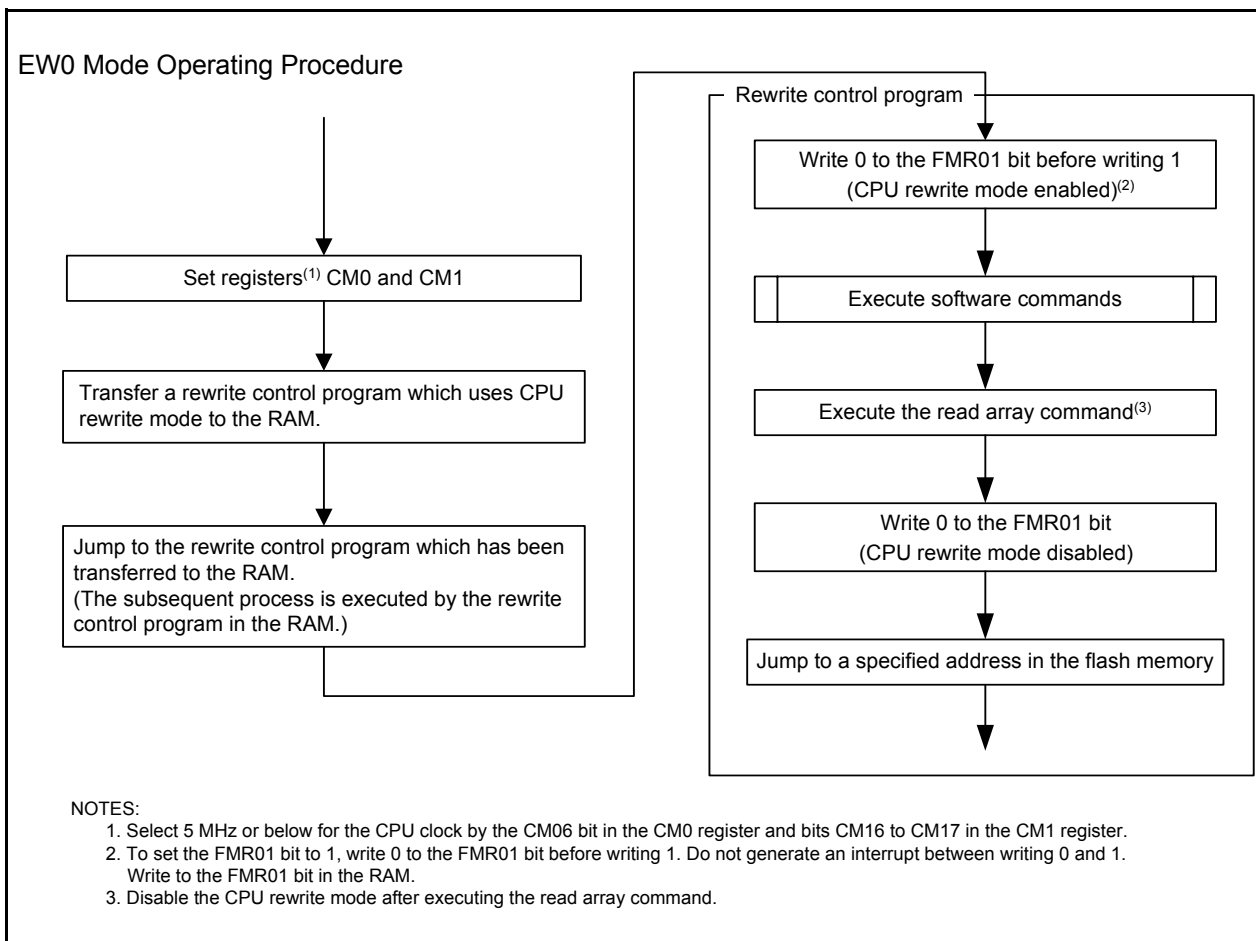 EW0 Mode Operating Procedure
Set registers(1) CM0 and CM1
Transfer a rewrite control program which uses CPU
rewrite mode to the RAM.
Jump to the rewrite control program which has been
transferred to the RAM.
(The subsequent process is executed by the rewrite
control program in the RAM.)
Rewrite control program
Write 0 to the FMR01 bit before writing 1
(CPU rewrite mode enabled)(2)
Execute software commands
Execute the read array command(3)
Write 0 to the FMR01 bit
(CPU rewrite mode disabled)
Jump to a specified address in the flash memory
NOTES:
1. Select 5 MHz or below for the CPU clock by the CM06 bit in the CM0 register and bits CM16 to CM17 in the CM1 register.
2. To set the FMR01 bit to 1, write 0 to the FMR01 bit before writing 1. Do not generate an interrupt between writing 0 and 1.
Write to the FMR01 bit in the RAM.
3. Disable the CPU rewrite mode after executing the read array command.